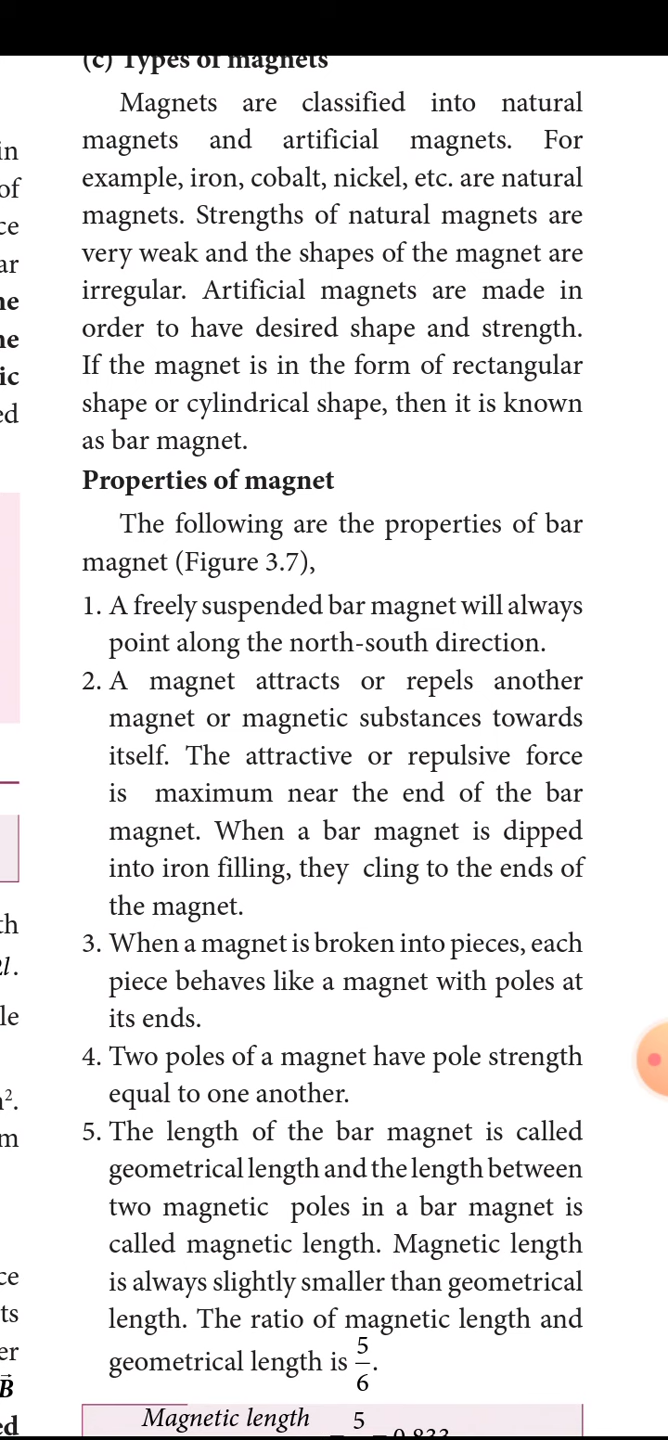 (c) Types of magnets
Magnets are classified into natural
magnets and artificial magnets. For
example, iron, cobalt, nickel, etc. are natural
magnets. Strengths of natural magnets are
very weak and the shapes of the magnet are
irregular. Artificial magnets are made in
order to have desired shape and strength.
If the magnet is in the form of rectangular
shape or cylindrical shape, then it is known
as bar magnet.
Properties of magnet
The following are the properties of bar
magnet (Figure 3.7),
1. A freely suspended bar magnet will always
point along the north-south direction.
2. A magnet attracts or repels another
magnet or magnetic substances towards
itself. The attractive or repulsive force
is maximum near the end of the bar
magnet. When a bar magnet is dipped
into iron filling, they cling to the ends of
the magnet.
3. When a magnet is broken into pieces, each
piece behaves like a magnet with poles at
its ends.
4. Two poles of a magnet have pole strength
equal to one another.
5. The length of the bar magnet is called
geometrical length and the length between
two magnetic poles in a bar magnet is
called magnetic length. Magnetic length
is always slightly smaller than geometrical
length. The ratio of magnetic length and
geometrical length is 5/6.
Magnetic length 5